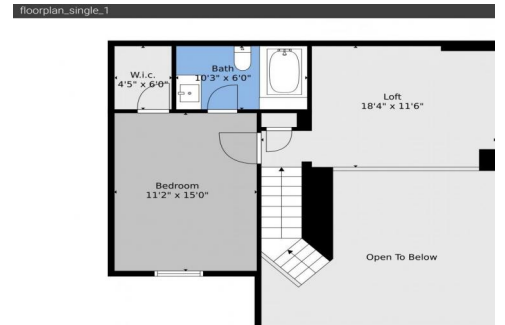 floorplan_single_1
W.i.c.
4'5" x 6'0"
Bath
10'3" x 6'0"
Loft
18'4" x 11'6"
Bedroom
11'2" x 15'0"
Open To Below